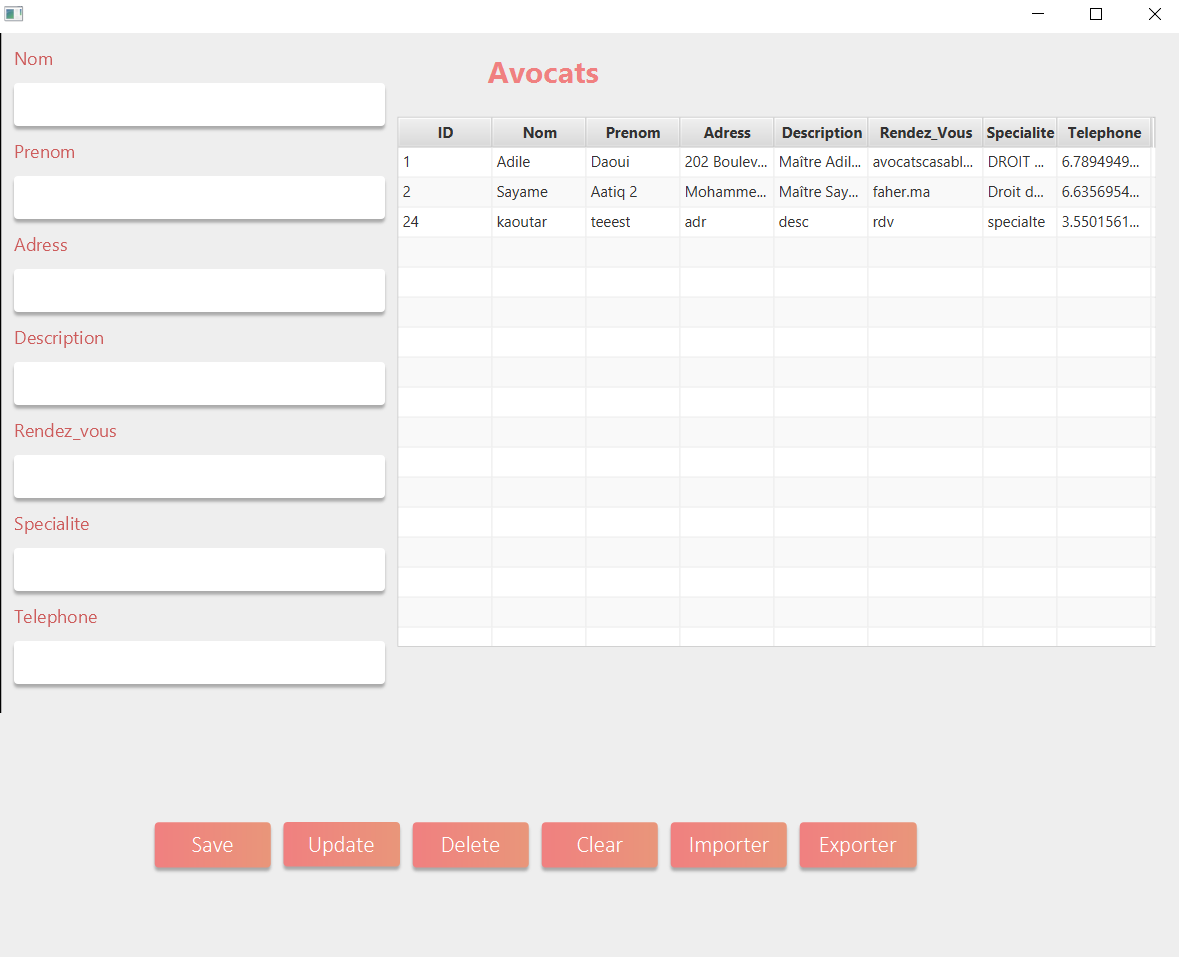 Nom
Prenom
Adress
Description
Rendez_vous
Specialite
Telephone
Avocats
ID Nom Prenom Adress Description Rendez_Vous Specialite Telephone
1 Adile Daoui 202 Boulev... Maître Adil... avocatscasabl... DROIT ... 6.7894949...
2 Sayame Aatiq 2 Mohamme... Maître Say... faher.ma Droit d... 6.6356954...
24 kaoutar teeest adr desc rdv specialte 3.5501561...
Save Update Delete Clear Importer Exporter